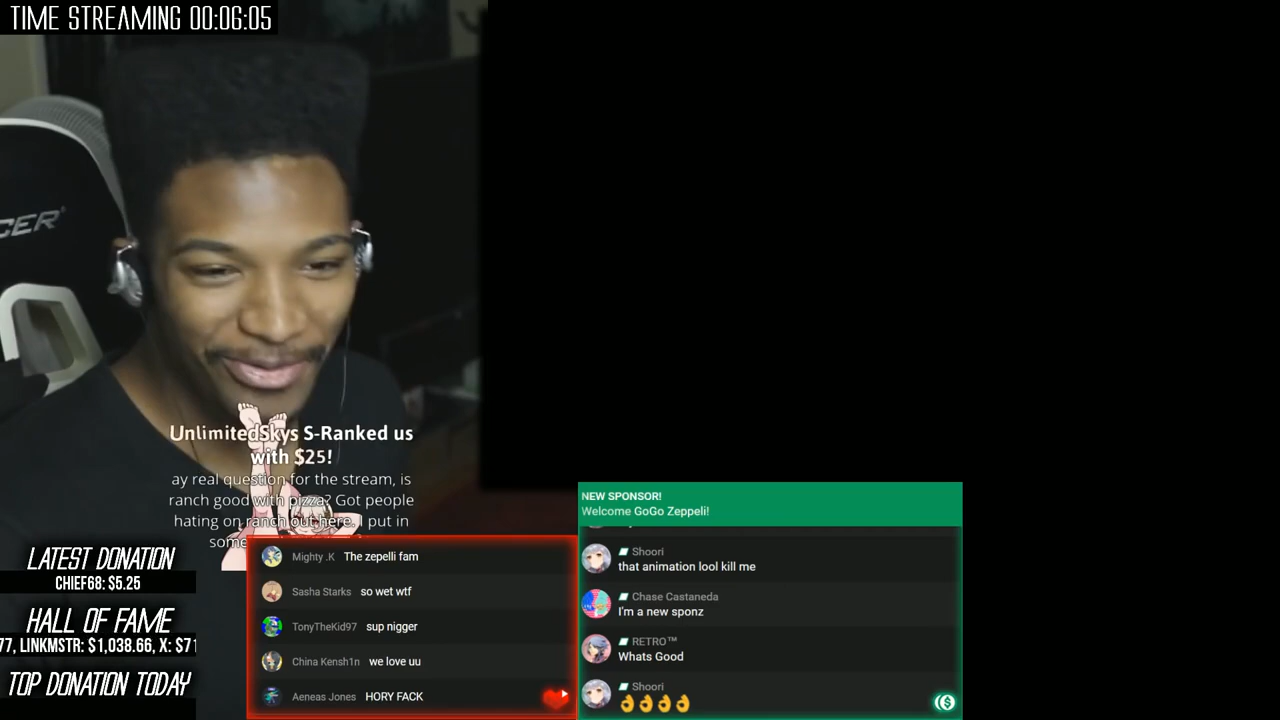 TIME STREAMING 00:06:05
CER
UnlimitedSkys S-Ranked us
with $25!
ay real question for the stream, is
ranch good with pizza? Got people
hating on ranch out here. I put in
some
LATEST DONATION
CHIEF68: $5.25
HALL OF FAME
77, LINKMSTR: $1,038.66, X: $71
TOP DONATION TODAY
Mighty .K The zepelli fam
Sasha Starks so wet wtf
TonyTheKid97 sup nigger
China Kensh1n we love uu
Aeneas Jones HORY FACK
NEW SPONSOR!
Welcome GoGo Zeppeli!
Shoori
that animation lool kill me
Chase Castaneda
I'm a new sponz
RETRO™
Whats Good
Shoori
👌👌👌👌